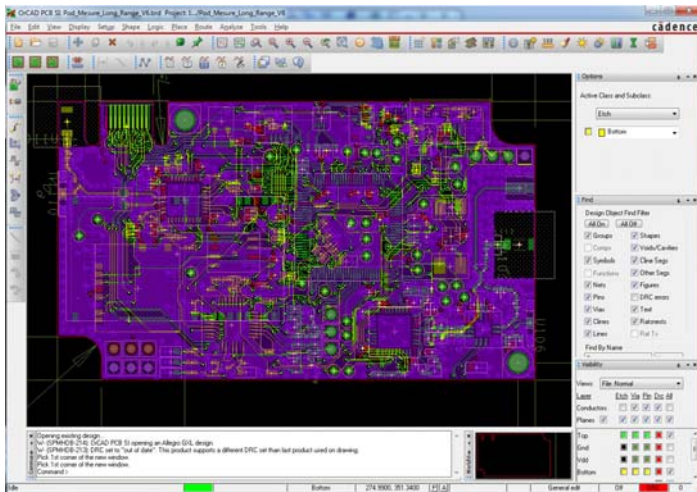 OrCAD PCB SI Pod_Mesure_Long_Range_V6.brd Project: J.../Pod_Mesure_Long_Range_V6
File Edit View Display Setup Shape Logic Place Route Analyze Tools Help
cādence
Options
Active Class and Subclass
Etch
Bottom
Find
Design Object Find Filter
All On All Off
Groups Shapes
Comps Voids/Cavities
Symbols Cline Segs
Functions Other Segs
Nets Figures
Pins DRC errors
Vias Text
Clines Ratsnests
Lines Rat Ts
Find By Name
Visibility
Views File: Normal
Layer Etch Via Pin Drc All
Conductors
Planes
Top
Gnd
Vdd
Bottom
Opening existing design...
W- (SPMHDB-214): OrCAD PCB SI opening an Allegro GXL design
W- (SPMHDB-213): DRC set to "out of date". This product supports a different DRC set than last product used on drawing.
Pick 1st corner of the new window.
Pick 1st corner of the new window.
Command >
Idle Bottom 274.9900, 351.3400 P A General edit Off DRC 0